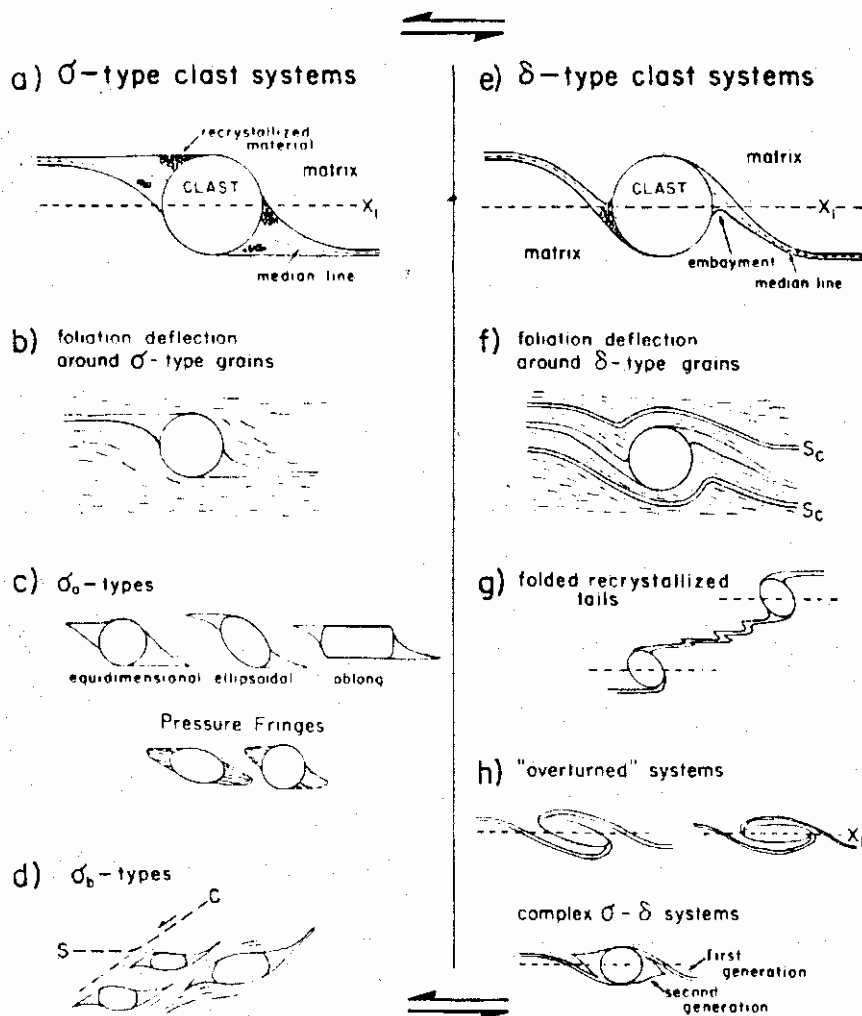 a) σ-type clast systems
recrystallized
material
matrix
CLAST
X₁
median line
b) foliation deflection
around σ-type grains
c) σₐ-types
equidimensional
ellipsoidal
oblong
Pressure Fringes
d) σ_b-types
C
S
e) δ-type clast systems
CLAST
matrix
X₁
matrix
embayment
median line
f) foliation deflection
around δ-type grains
Sc
Sc
g) folded recrystallized
tails
h) "overturned" systems
X₁
complex σ-δ systems
first
generation
second
generation